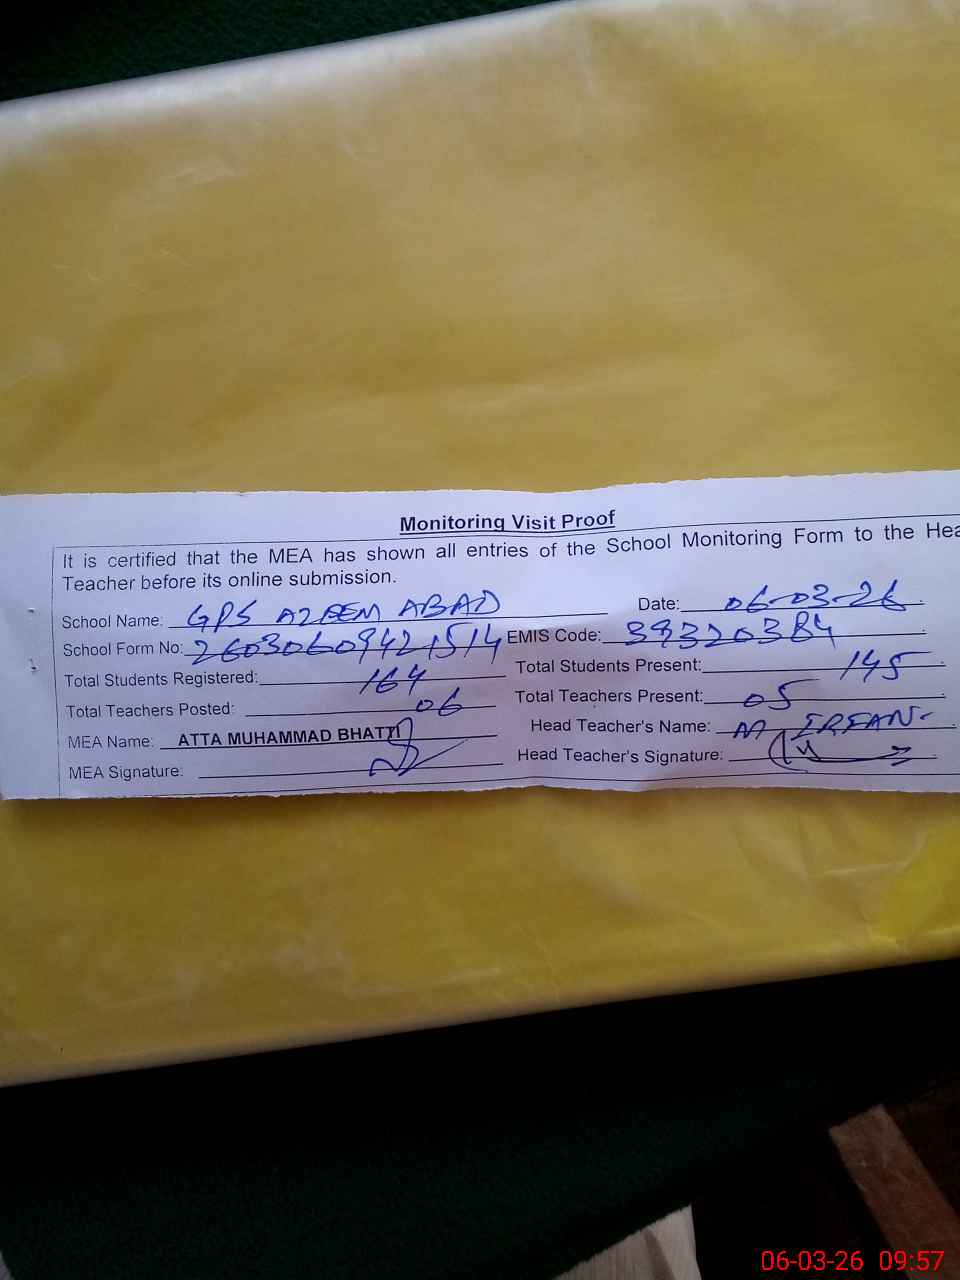 Monitoring Visit Proof
It is certified that the MEA has shown all entries of the School Monitoring Form to the Hea
Teacher before its online submission.
School Name: GPS AZEEM ABAD Date: 06-03-26
School Form No: 26030609421514 EMIS Code: 39320384
Total Students Registered: 164 Total Students Present: 145
Total Teachers Posted: 06 Total Teachers Present: 05
MEA Name: ATTA MUHAMMAD BHATTI Head Teacher's Name: M IRFAN
MEA Signature: Head Teacher's Signature:
06-03-26 09:57